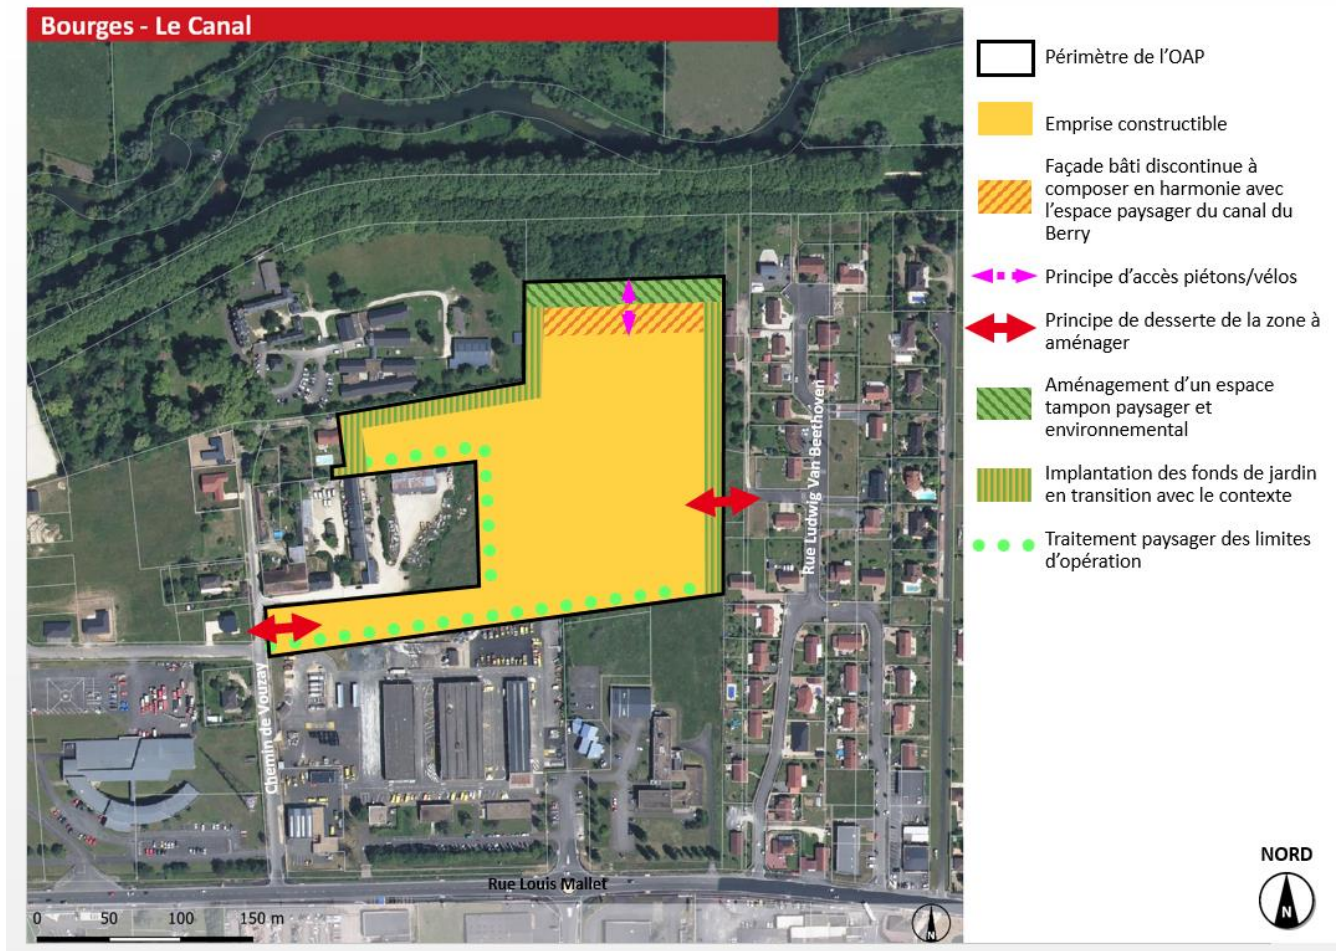 Bourges - Le Canal
Périmètre de l'OAP
Emprise constructible
Façade bâti discontinue à
composer en harmonie avec
l'espace paysager du canal du
Berry
Principe d'accès piétons/vélos
Principe de desserte de la zone à
aménager
Aménagement d'un espace
tampon paysager et
environnemental
Implantation des fonds de jardin
en transition avec le contexte
Traitement paysager des limites
d'opération
Rue Ludwig Van Beethoven
Chemin de Vouzay
Rue Louis Mallet
0 50 100 150 m
N
NORD
N